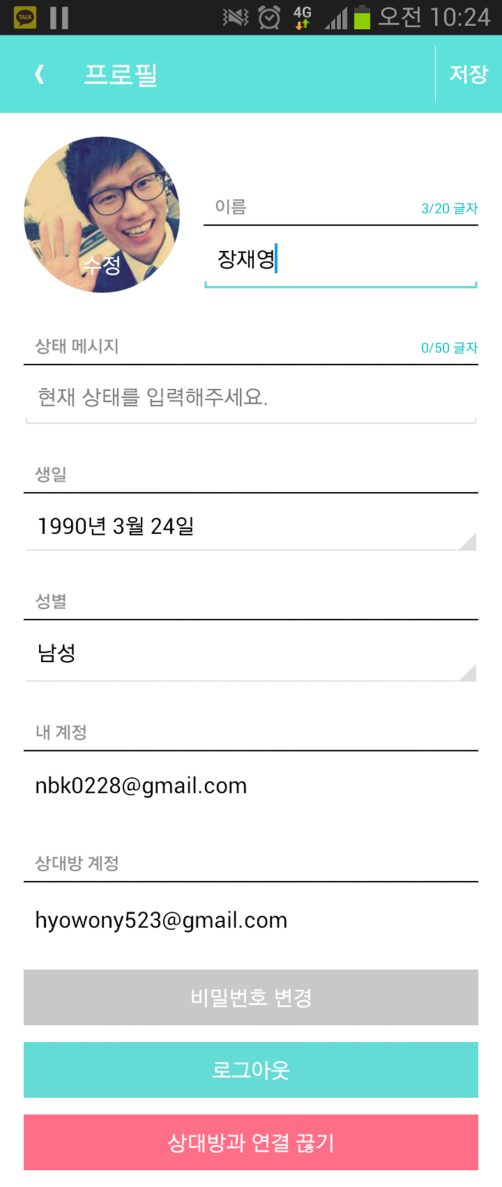 TALK
4G
오전 10:24
프로필
저장
수정
이름
3/20 글자
장재영
상태 메시지
0/50 글자
현재 상태를 입력해주세요.
생일
1990년 3월 24일
성별
남성
내 계정
nbk0228@gmail.com
상대방 계정
hyowony523@gmail.com
비밀번호 변경
로그아웃
상대방과 연결 끊기